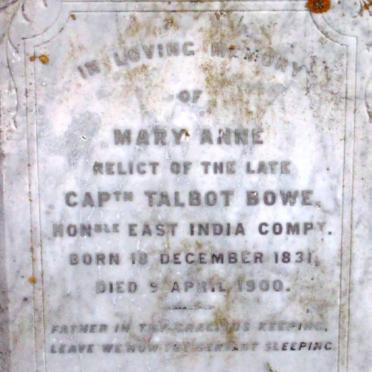 IN LOVING MEMORY
OF
MARY ANNE
RELICT OF THE LATE
CAPTN TALBOT BOWE,
HONBLE EAST INDIA COMPY.
BORN 18 DECEMBER 1831,
DIED 9 APRIL 1900.
FATHER IN THY GRACIOUS KEEPING,
LEAVE WE NOW THY SERVANT SLEEPING.